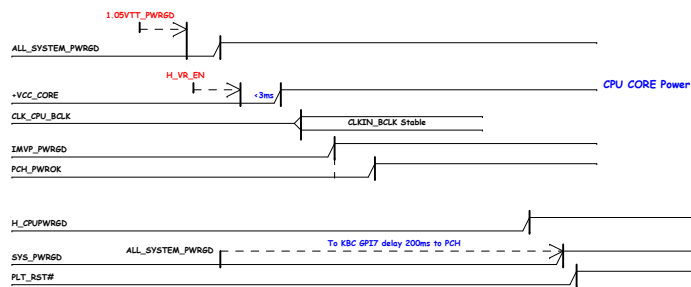 1.05VTT_PWRGD
ALL_SYSTEM_PWRGD
H_VR_EN
+VCC_CORE
<3ms
CPU CORE Power
CLK_CPU_BCLK
CLKIN_BCLK Stable
IMVP_PWRGD
PCH_PWROK
H_CPUPWRGD
SYS_PWRGD
ALL_SYSTEM_PWRGD
To KBC GPI7 delay 200ms to PCH
PLT_RST#